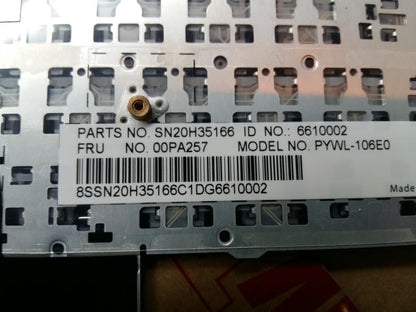 PARTS NO. SN20H35166 ID NO.: 6610002
FRU NO. 00PA257 MODEL NO. PYWL-106E0
8SSN20H35166C1DG6610002
Made